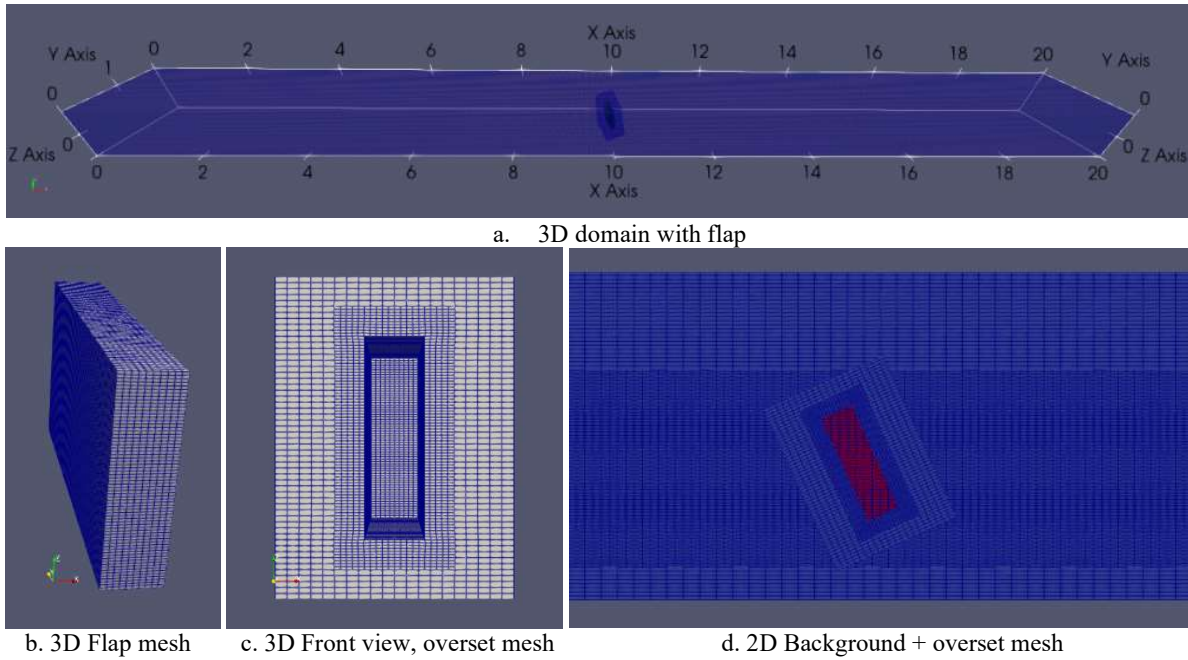 X Axis
0 2 4 6 8 10 12 14 16 18 20
Y Axis Y Axis
1
0 0
Z Axis 0 0 Z Axis
0 2 4 6 8 10 12 14 16 18 20
X Axis
a. 3D domain with flap
b. 3D Flap mesh c. 3D Front view, overset mesh d. 2D Background + overset mesh